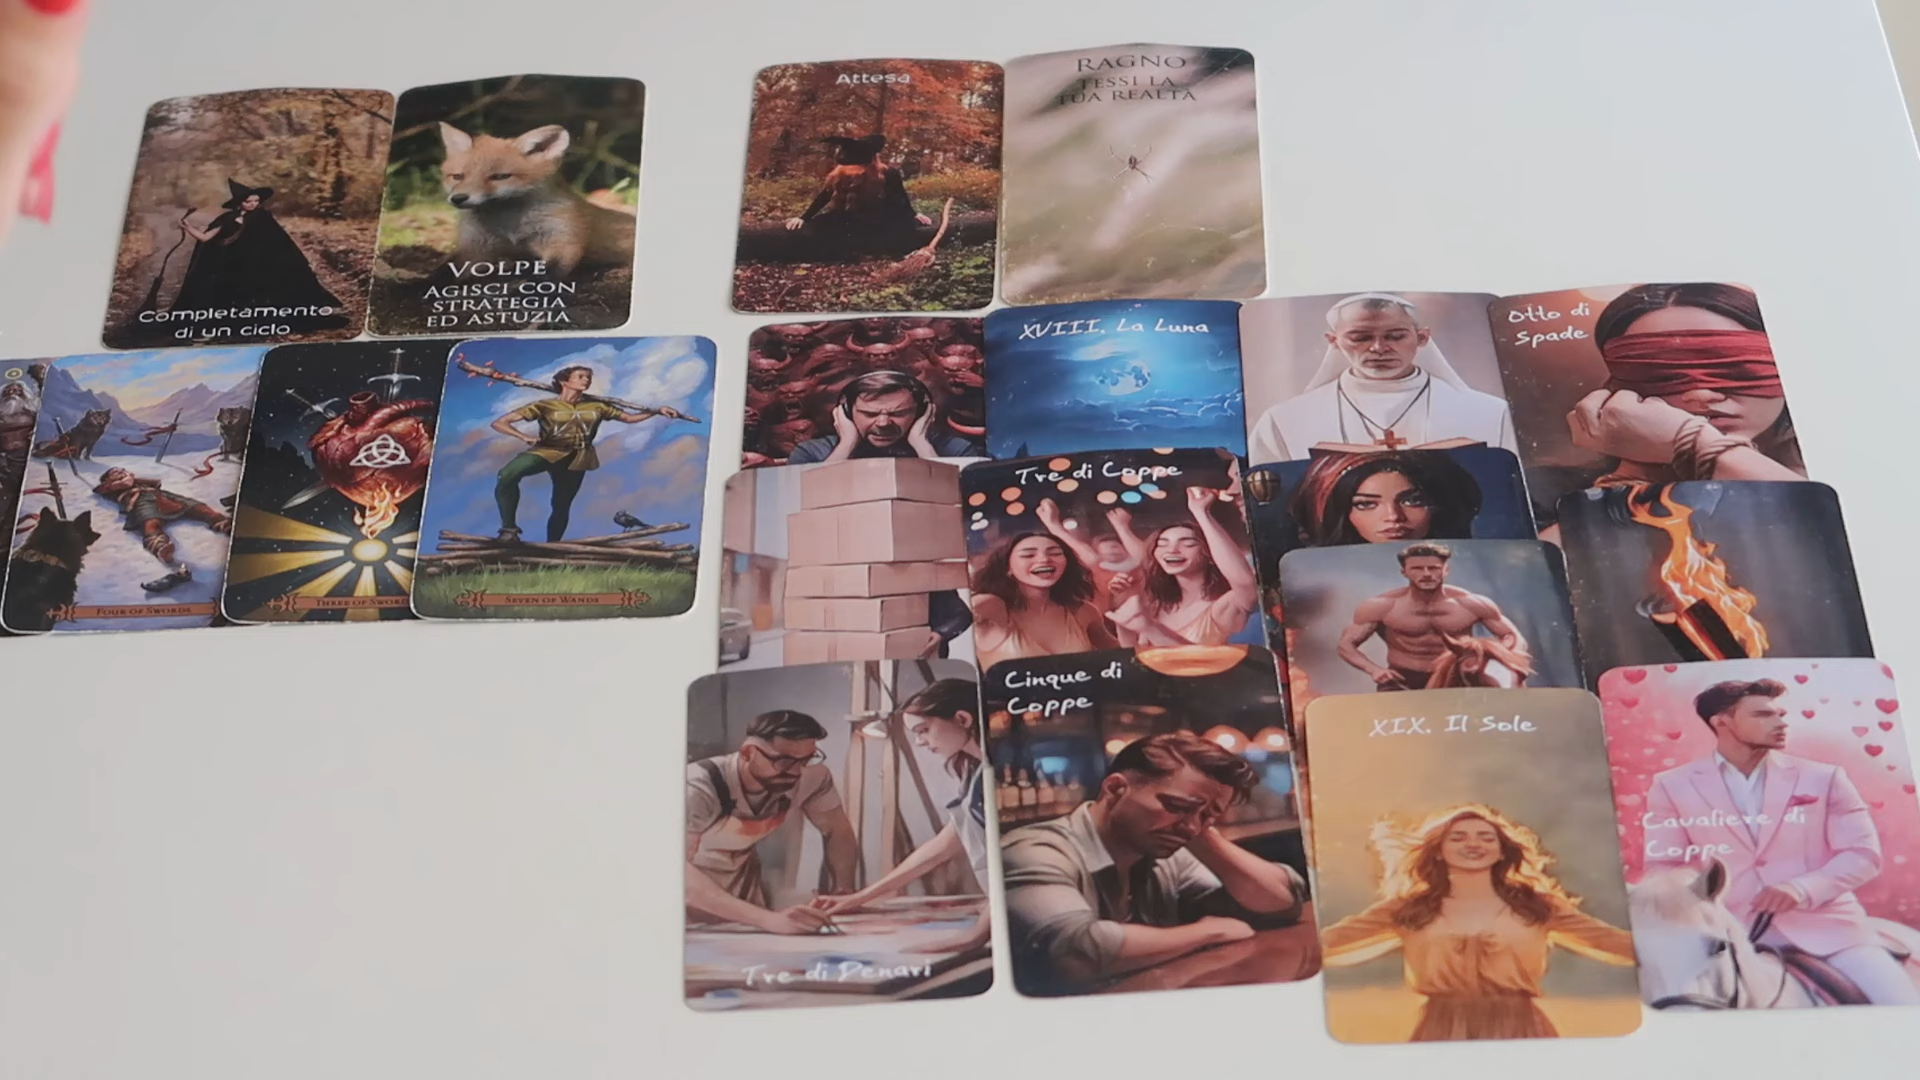 Completamento
di un ciclo
VOLPE
AGISCI CON
STRATEGIA
ED ASTUZIA
Attesa
RAGNO
TESSI LA
TUA REALTÀ
FOUR OF SWORDS
THREE OF SWORD
SEVEN OF WANDS
XVIII. La Luna
Otto di
Spade
Tre di Coppe
Tre di Denari
Cinque di
Coppe
XIX. Il Sole
Cavaliere di
Coppe